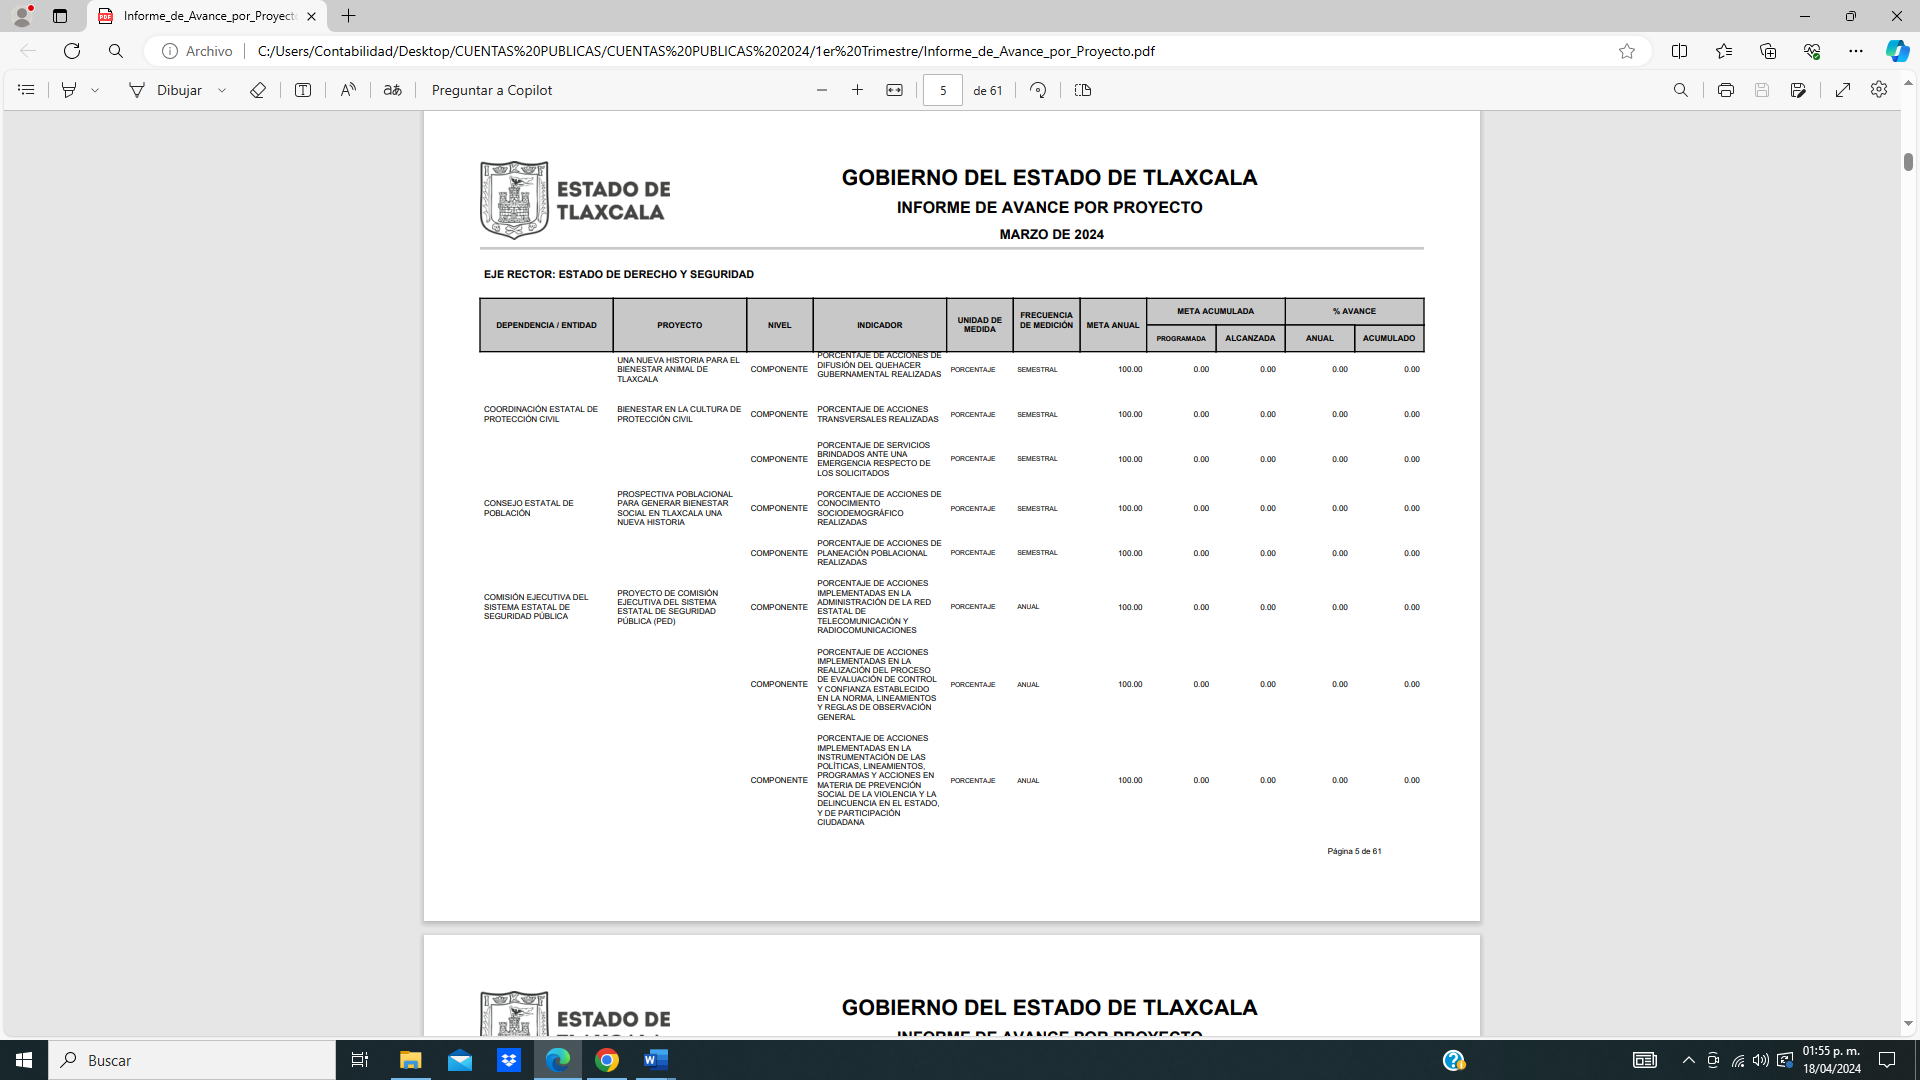 Informe_de_Avance_por_Proyecto
Archivo
C:/Users/Contabilidad/Desktop/CUENTAS%20PUBLICAS/CUENTAS%20PUBLICAS%202024/1er%20Trimestre/Informe_de_Avance_por_Proyecto.pdf
Dibujar
Preguntar a Copilot
5 de 61
ESTADO DE
TLAXCALA
GOBIERNO DEL ESTADO DE TLAXCALA
INFORME DE AVANCE POR PROYECTO
MARZO DE 2024
EJE RECTOR: ESTADO DE DERECHO Y SEGURIDAD
DEPENDENCIA / ENTIDAD
PROYECTO
NIVEL
INDICADOR
UNIDAD DE
MEDIDA
FRECUENCIA
DE MEDICIÓN
META ANUAL
META ACUMULADA
PROGRAMADA
ALCANZADA
% AVANCE
ANUAL
ACUMULADO
UNA NUEVA HISTORIA PARA EL
BIENESTAR ANIMAL DE
TLAXCALA
COMPONENTE
PORCENTAJE DE ACCIONES DE
DIFUSIÓN DEL QUEHACER
GUBERNAMENTAL REALIZADAS
PORCENTAJE SEMESTRAL 100.00 0.00 0.00 0.00 0.00
COORDINACIÓN ESTATAL DE
PROTECCIÓN CIVIL
BIENESTAR EN LA CULTURA DE
PROTECCIÓN CIVIL
COMPONENTE
PORCENTAJE DE ACCIONES
TRANSVERSALES REALIZADAS
PORCENTAJE SEMESTRAL 100.00 0.00 0.00 0.00 0.00
COMPONENTE
PORCENTAJE DE SERVICIOS
BRINDADOS ANTE UNA
EMERGENCIA RESPECTO DE
LOS SOLICITADOS
PORCENTAJE SEMESTRAL 100.00 0.00 0.00 0.00 0.00
CONSEJO ESTATAL DE
POBLACIÓN
PROSPECTIVA POBLACIONAL
PARA GENERAR BIENESTAR
SOCIAL EN TLAXCALA UNA
NUEVA HISTORIA
COMPONENTE
PORCENTAJE DE ACCIONES DE
CONOCIMIENTO
SOCIODEMOGRÁFICO
REALIZADAS
PORCENTAJE SEMESTRAL 100.00 0.00 0.00 0.00 0.00
COMPONENTE
PORCENTAJE DE ACCIONES DE
PLANEACIÓN POBLACIONAL
REALIZADAS
PORCENTAJE SEMESTRAL 100.00 0.00 0.00 0.00 0.00
COMISIÓN EJECUTIVA DEL
SISTEMA ESTATAL DE
SEGURIDAD PÚBLICA
PROYECTO DE COMISIÓN
EJECUTIVA DEL SISTEMA
ESTATAL DE SEGURIDAD
PÚBLICA (PED)
COMPONENTE
PORCENTAJE DE ACCIONES
IMPLEMENTADAS EN LA
ADMINISTRACIÓN DE LA RED
ESTATAL DE
TELECOMUNICACIÓN Y
RADIOCOMUNICACIONES
PORCENTAJE ANUAL 100.00 0.00 0.00 0.00 0.00
COMPONENTE
PORCENTAJE DE ACCIONES
IMPLEMENTADAS EN LA
REALIZACIÓN DEL PROCESO
DE EVALUACIÓN DE CONTROL
Y CONFIANZA ESTABLECIDO
EN LA NORMA, LINEAMIENTOS
Y REGLAS DE OBSERVACIÓN
GENERAL
PORCENTAJE ANUAL 100.00 0.00 0.00 0.00 0.00
COMPONENTE
PORCENTAJE DE ACCIONES
IMPLEMENTADAS EN LA
INSTRUMENTACIÓN DE LAS
POLÍTICAS, LINEAMIENTOS,
PROGRAMAS Y ACCIONES EN
MATERIA DE PREVENCIÓN
SOCIAL DE LA VIOLENCIA Y LA
DELINCUENCIA EN EL ESTADO,
Y DE PARTICIPACIÓN
CIUDADANA
PORCENTAJE ANUAL 100.00 0.00 0.00 0.00 0.00
Página 5 de 61
ESTADO DE
TLAXCALA
GOBIERNO DEL ESTADO DE TLAXCALA
INFORME DE AVANCE POR PROYECTO
Buscar
01:55 p. m.
18/04/2024